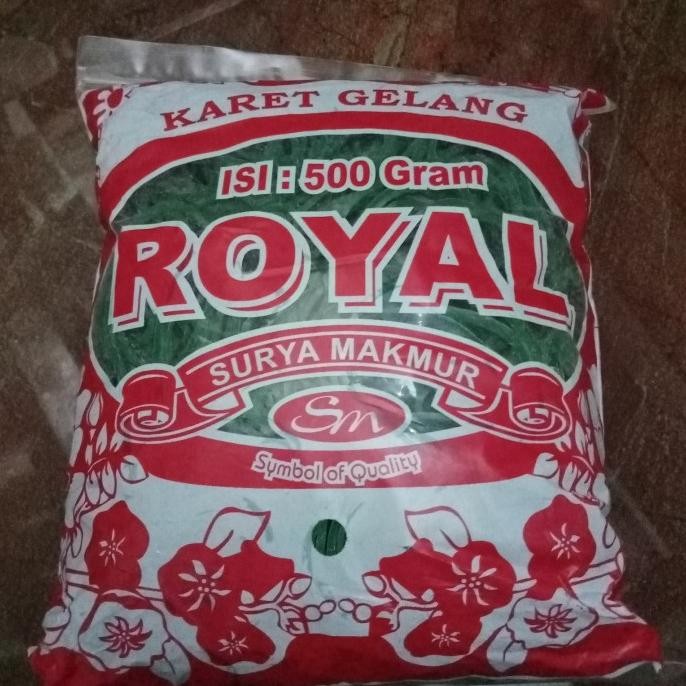 KARET GELANG
ISI : 500 Gram
ROYAL
SURYA MAKMUR
Sm
Symbol of Quality